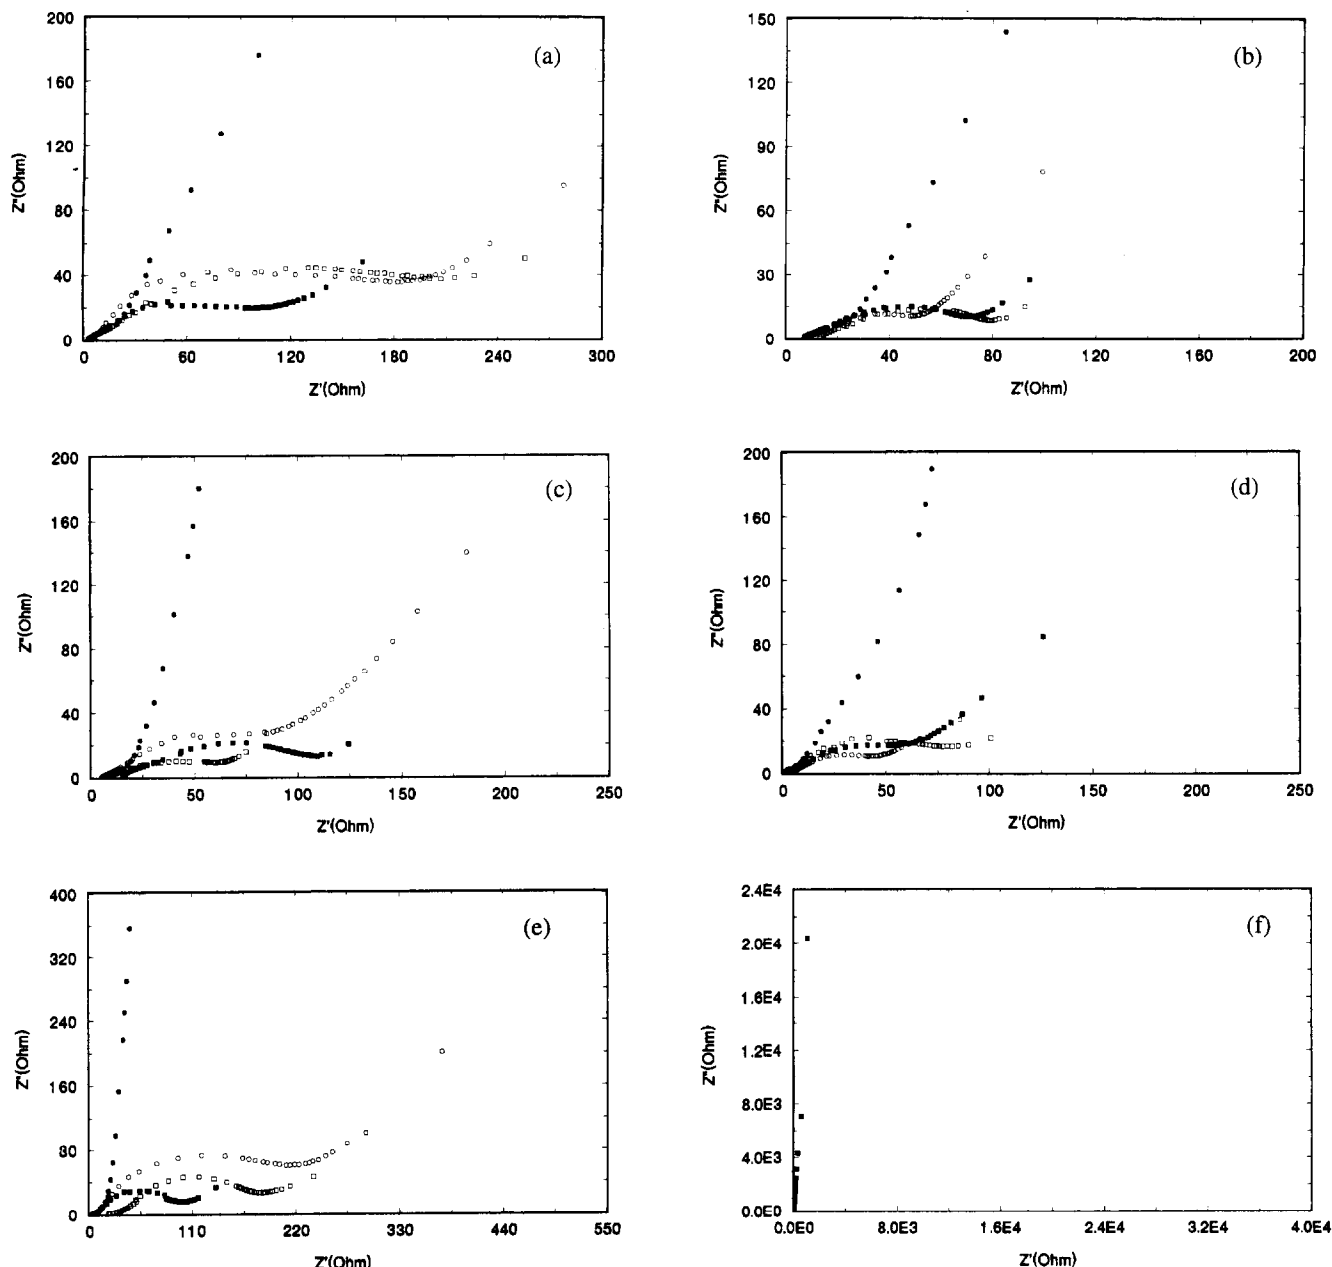 (a)
200
160
120
80
40
0
Z"(Ohm)
0 60 120 180 240 300
Z'(Ohm)
(b)
150
120
90
60
30
0
Z"(Ohm)
0 40 80 120 160 200
Z'(Ohm)
(c)
200
160
120
80
40
0
Z"(Ohm)
0 50 100 150 200 250
Z'(Ohm)
(d)
200
160
120
80
40
0
Z"(Ohm)
0 50 100 150 200 250
Z'(Ohm)
(e)
400
320
240
160
80
0
Z"(Ohm)
0 110 220 330 440 550
Z'(Ohm)
(f)
2.4E4
2.0E4
1.6E4
1.2E4
8.0E3
4.0E3
0.0E0
Z"(Ohm)
0.0E0 8.0E3 1.6E4 2.4E4 3.2E4 4.0E4
Z'(Ohm)